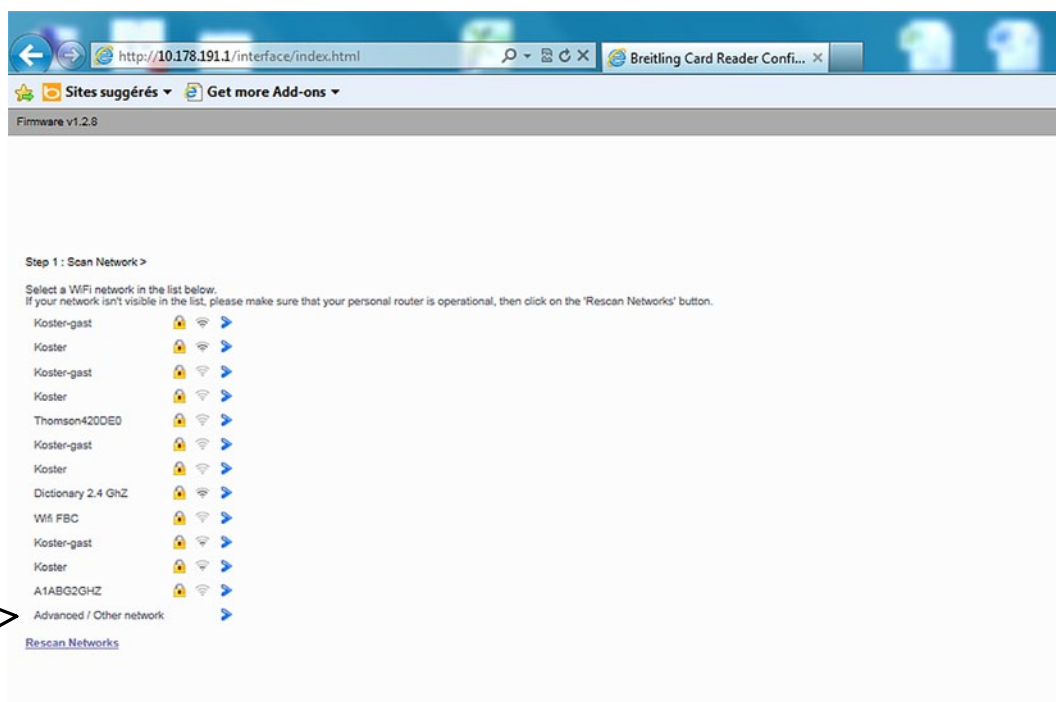 http://10.178.191.1/interface/index.html
Breitling Card Reader Confi...
Sites suggérés
Get more Add-ons
Firmware v1.2.8
Step 1 : Scan Network >
Select a WiFi network in the list below.
If your network isn't visible in the list, please make sure that your personal router is operational, then click on the 'Rescan Networks' button.
Koster-gast
Koster
Koster-gast
Koster
Thomson420DE0
Koster-gast
Koster
Dictionary 2.4 GhZ
Wifi FBC
Koster-gast
Koster
A1ABG2GHZ
Advanced / Other network
Rescan Networks